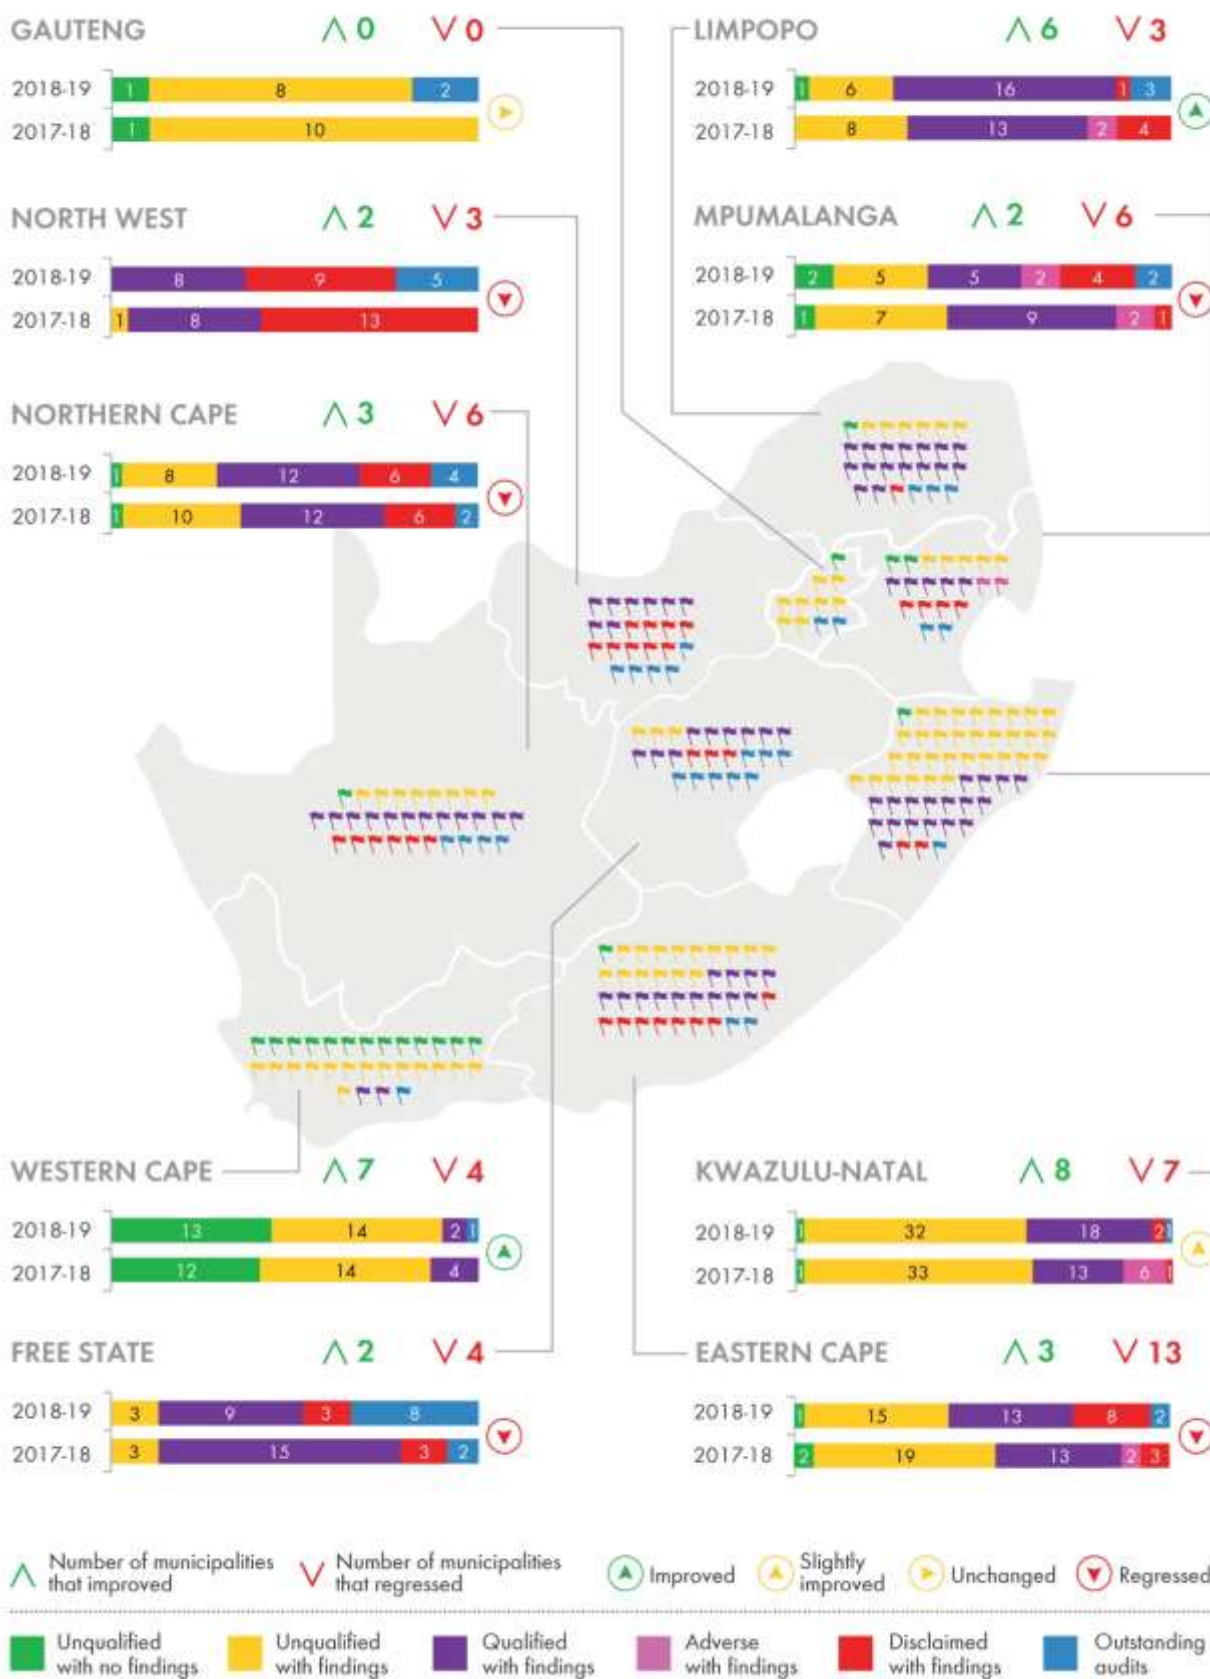 GAUTENG 0 0
2018-19 1 8 2
2017-18 1 10
LIMPOPO 6 3
2018-19 1 6 16 1 3
2017-18 8 13 2 4
NORTH WEST 2 3
2018-19 8 9 5
2017-18 1 8 13
MPUMALANGA 2 6
2018-19 2 5 5 2 4 2
2017-18 1 7 9 2 1
NORTHERN CAPE 3 6
2018-19 1 8 12 6 4
2017-18 1 10 12 6 2
WESTERN CAPE 7 4
2018-19 13 14 2 1
2017-18 12 14 4
KWAZULU-NATAL 8 7
2018-19 1 32 18 2 1
2017-18 1 33 13 6 1
FREE STATE 2 4
2018-19 3 9 3 8
2017-18 3 15 3 2
EASTERN CAPE 3 13
2018-19 1 15 13 8 2
2017-18 2 19 13 2 3
Number of municipalities
that improved
Number of municipalities
that regressed
Improved
Slightly
improved
Unchanged
Regressed
Unqualified
with no findings
Unqualified
with findings
Qualified
with findings
Adverse
with findings
Disclaimed
with findings
Outstanding
audits